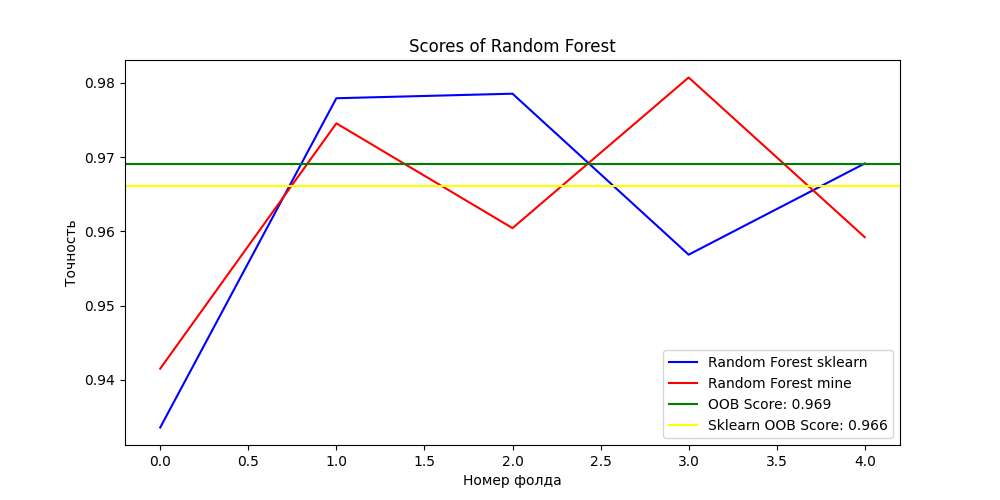 Scores of Random Forest
0.98
0.97
0.96
0.95
0.94
Точность
0.0 0.5 1.0 1.5 2.0 2.5 3.0 3.5 4.0
Номер фолда
Random Forest sklearn
Random Forest mine
OOB Score: 0.969
Sklearn OOB Score: 0.966